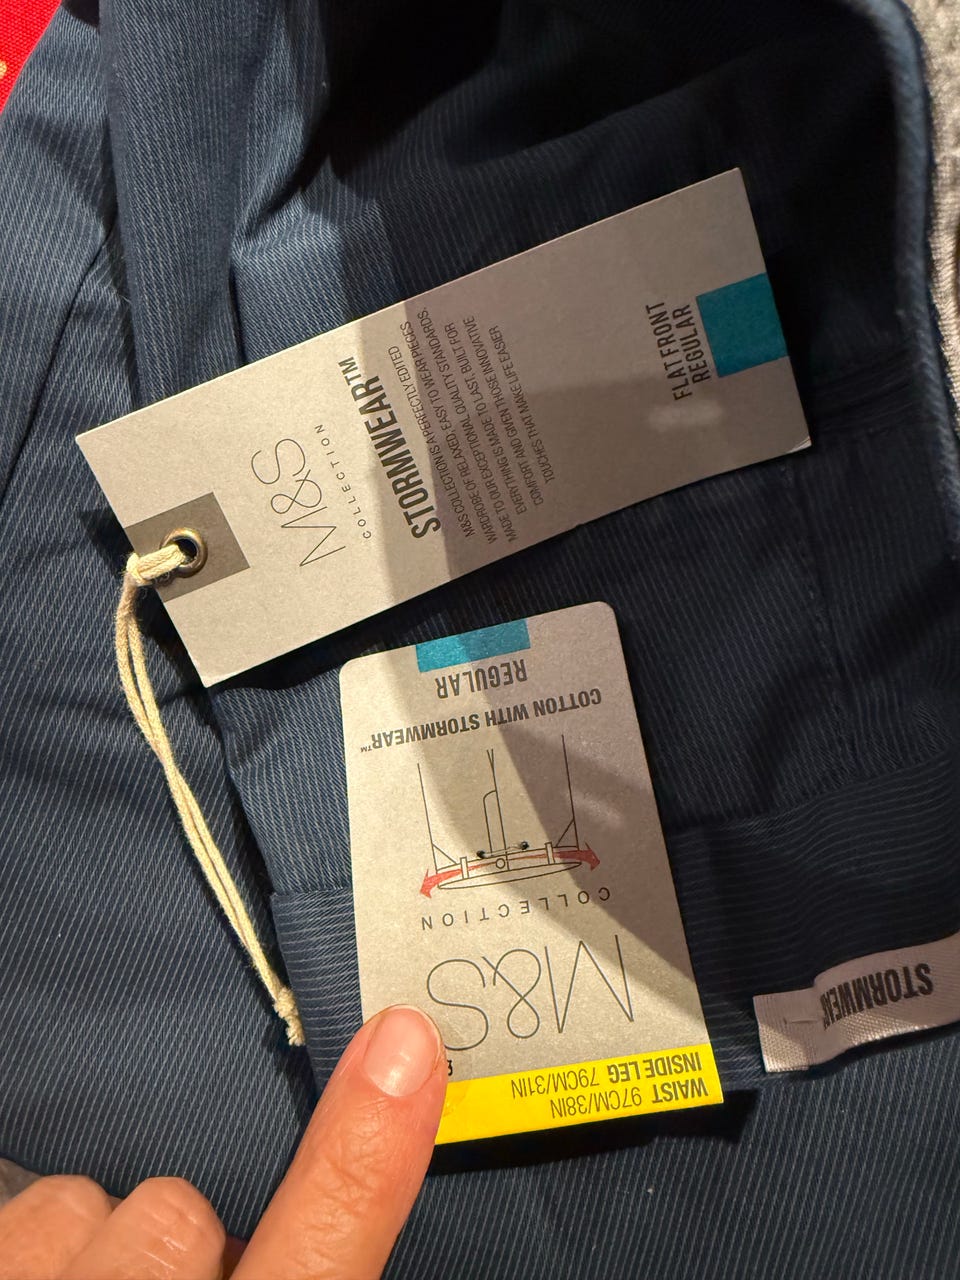 M&S
COLLECTION
STORMWEAR™
M&S COLLECTION IS A PERFECTLY EDITED
WARDROBE OF RELAXED, EASY TO WEAR PIECES.
MADE TO OUR EXCEPTIONAL QUALITY STANDARDS,
EVERYTHING IS MADE TO LAST, BUILT FOR
COMFORT AND GIVEN THOSE INNOVATIVE
TOUCHES THAT MAKE LIFE EASIER
FLAT FRONT
REGULAR
WAIST 97CM/38IN
INSIDE LEG 79CM/31IN
£
M&S
COLLECTION
COTTON WITH STORMWEAR™
REGULAR
STORMWEAR™